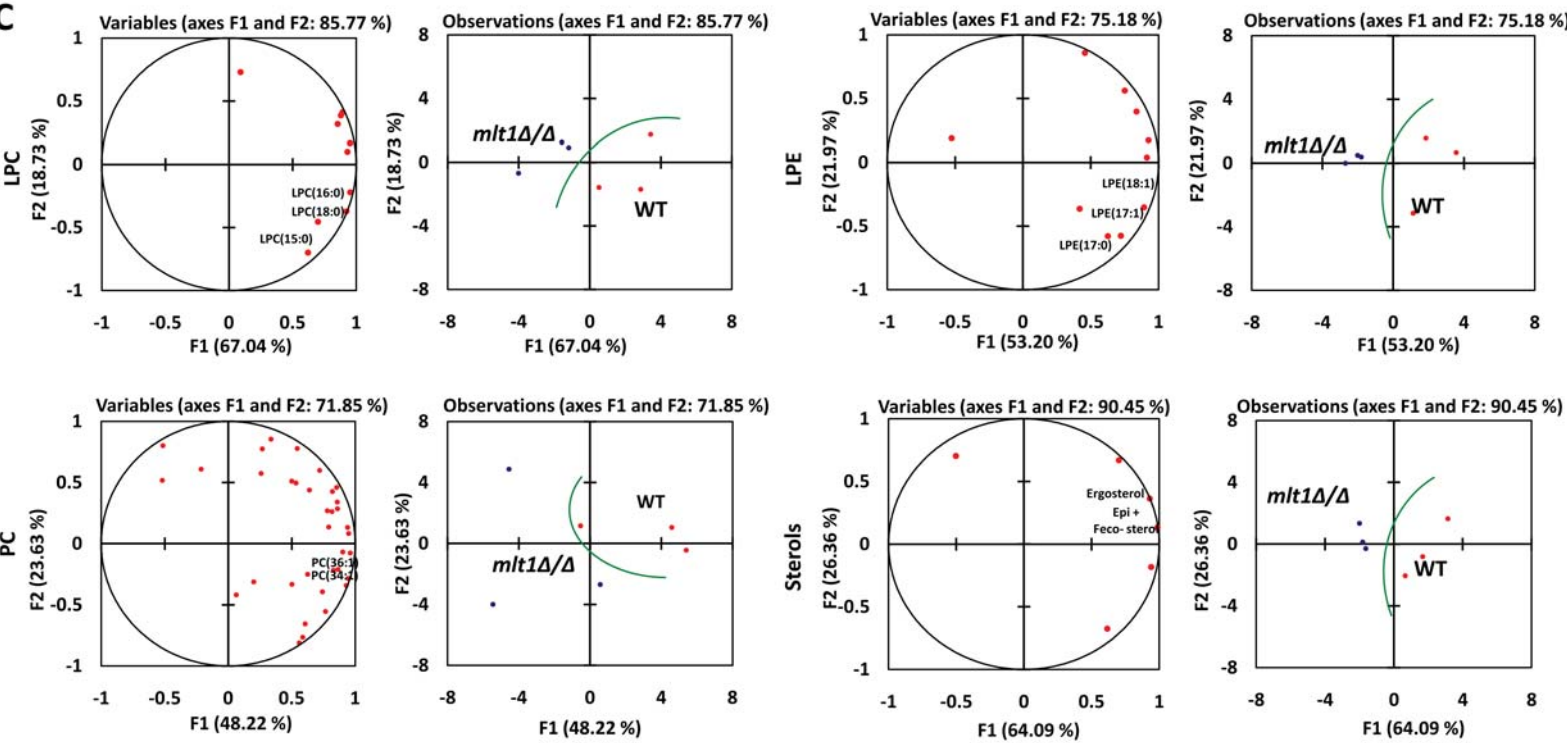 C
Variables (axes F1 and F2: 85.77 %)
LPC
F2 (18.73 %)
1
0.5
0
-0.5
-1
LPC(16:0)
LPC(18:0)
LPC(15:0)
-1 -0.5 0 0.5 1
F1 (67.04 %)
Observations (axes F1 and F2: 85.77 %)
F2 (18.73 %)
8
4
0
-4
-8
mlt1Δ/Δ
WT
-8 -4 0 4 8
F1 (67.04 %)
Variables (axes F1 and F2: 75.18 %)
LPE
F2 (21.97 %)
1
0.5
0
-0.5
-1
LPE(18:1)
LPE(17:1)
LPE(17:0)
-1 -0.5 0 0.5 1
F1 (53.20 %)
Observations (axes F1 and F2: 75.18 %)
F2 (21.97 %)
8
4
0
-4
-8
mlt1Δ/Δ
WT
-8 -4 0 4 8
F1 (53.20 %)
Variables (axes F1 and F2: 71.85 %)
PC
F2 (23.63 %)
1
0.5
0
-0.5
-1
PC(36:1)
PC(34:1)
-1 -0.5 0 0.5 1
F1 (48.22 %)
Observations (axes F1 and F2: 71.85 %)
F2 (23.63 %)
8
4
0
-4
-8
WT
mlt1Δ/Δ
-8 -4 0 4 8
F1 (48.22 %)
Variables (axes F1 and F2: 90.45 %)
Sterols
F2 (26.36 %)
1
0.5
0
-0.5
-1
Ergosterol
Epi +
Feco- sterol
-1 -0.5 0 0.5 1
F1 (64.09 %)
Observations (axes F1 and F2: 90.45 %)
F2 (26.36 %)
8
4
0
-4
-8
mlt1Δ/Δ
WT
-8 -4 0 4 8
F1 (64.09 %)